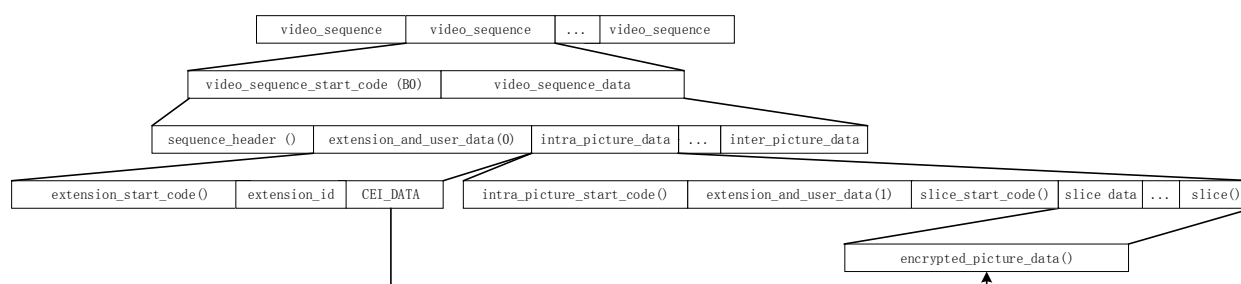 video_sequence video_sequence ... video_sequence
video_sequence_start_code (B0) video_sequence_data
sequence_header () extension_and_user_data(0) intra_picture_data ... inter_picture_data
extension_start_code() extension_id CEI_DATA intra_picture_start_code() extension_and_user_data(1) slice_start_code() slice data ... slice()
encrypted_picture_data()